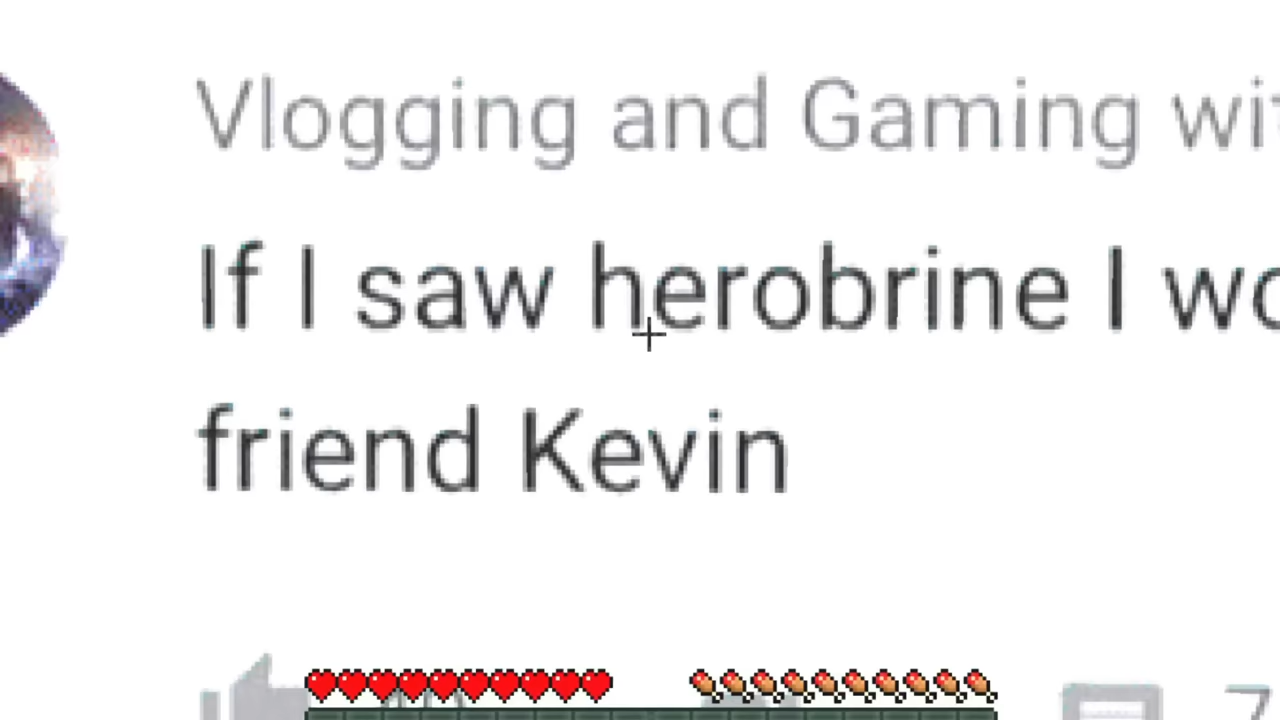 Vlogging and Gaming
If I saw herobrine I
friend Kevin